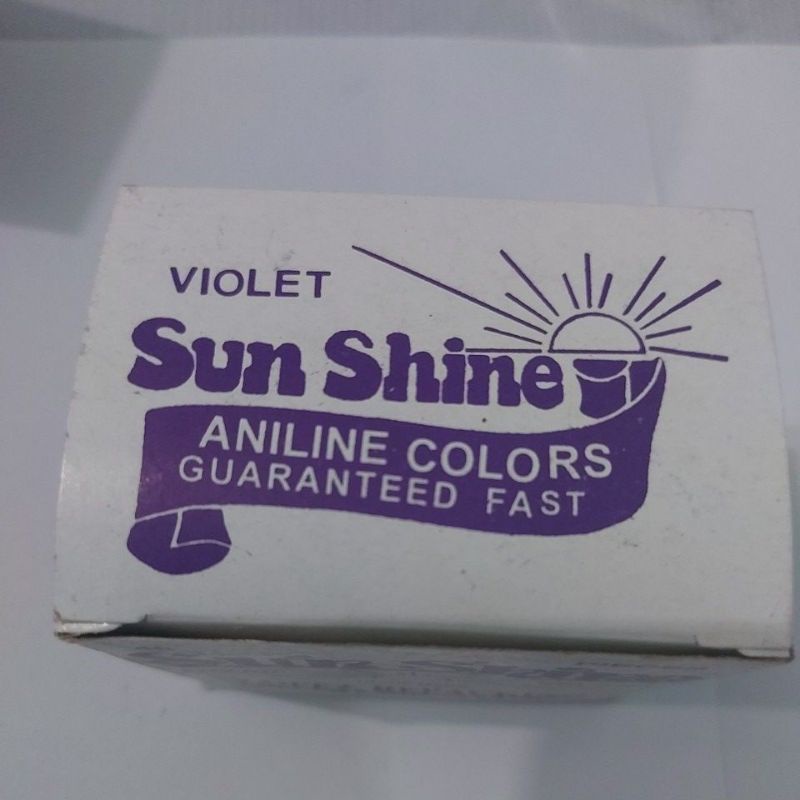 VIOLET
Sun Shine
ANILINE COLORS
GUARANTEED FAST